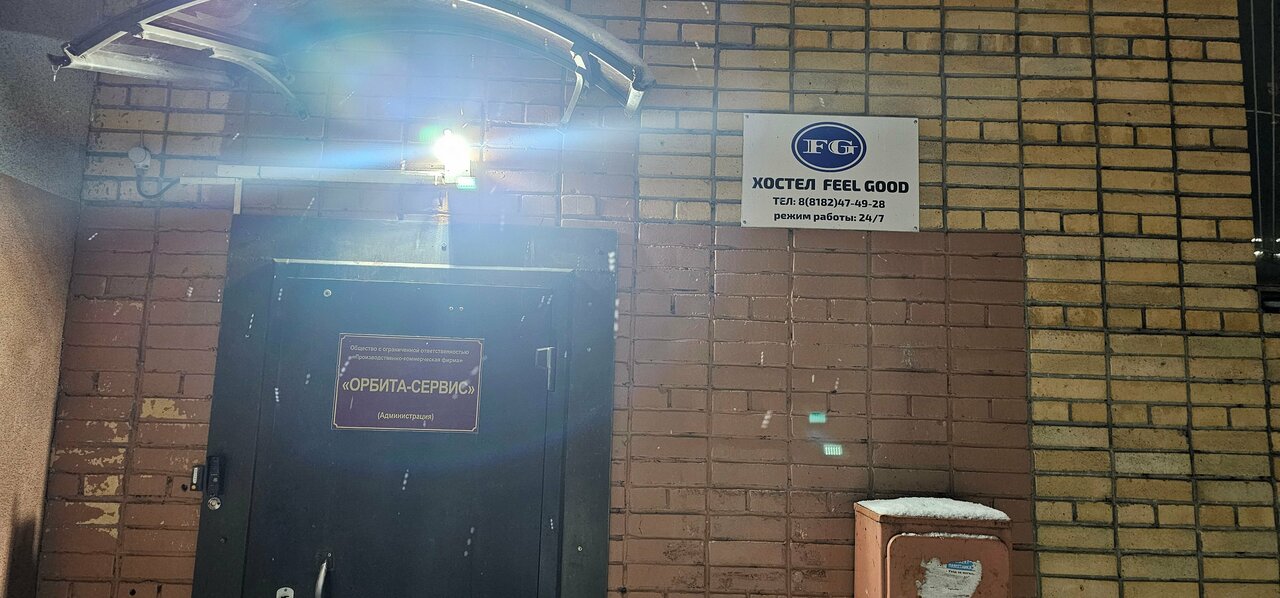 FG
ХОСТЕЛ FEEL GOOD
ТЕЛ: 8(8182)47-49-28
режим работы: 24/7
Общество с ограниченной ответственностью
«Производственно-коммерческая фирма»
«ОРБИТА-СЕРВИС»
(Администрация)